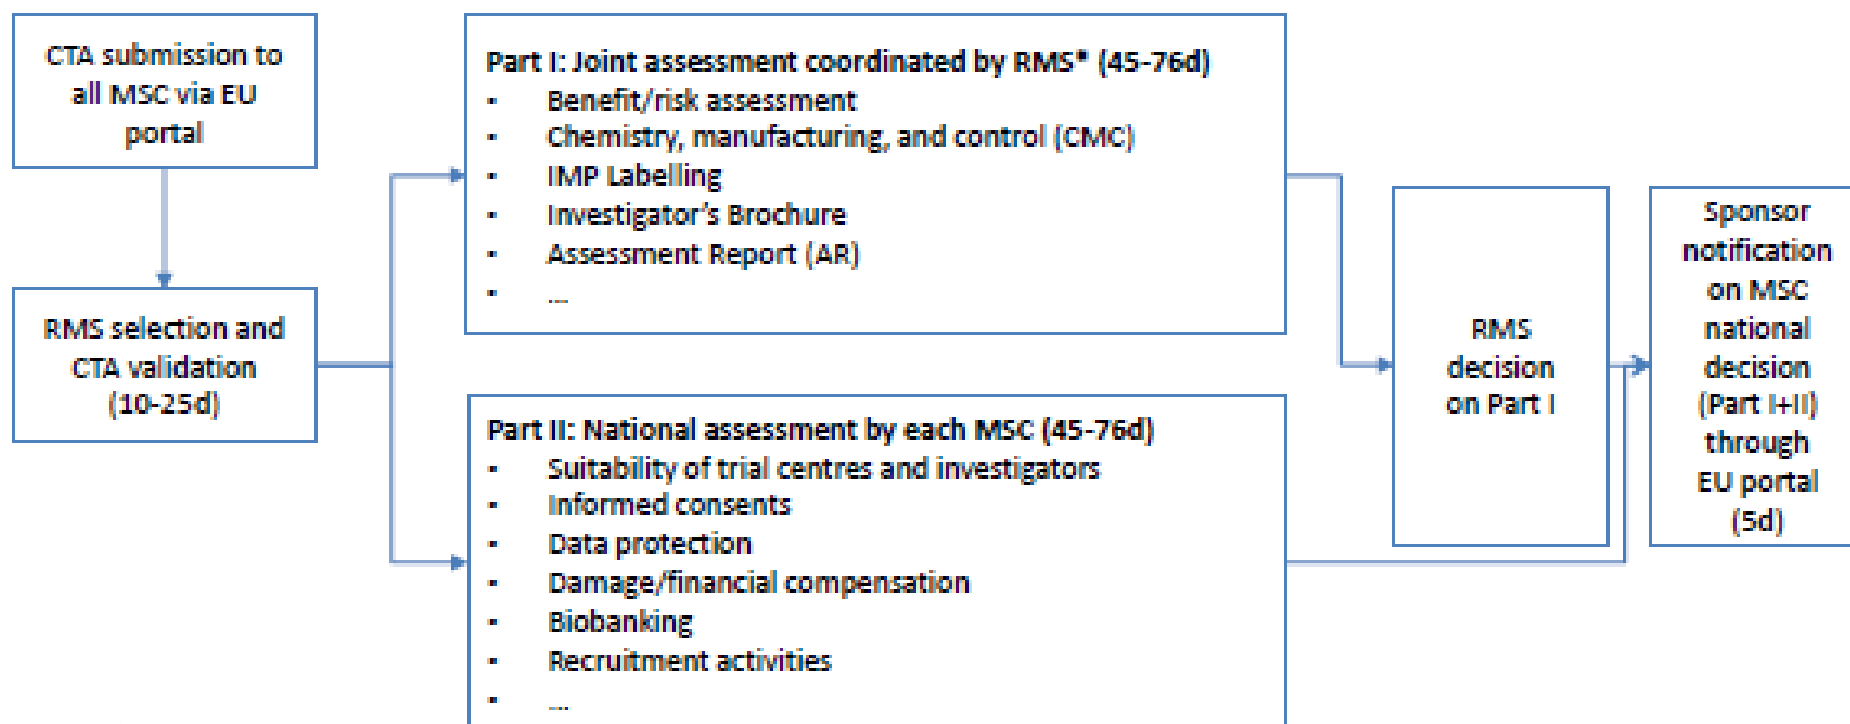 CTA submission to
all MSC via EU
portal
RMS selection and
CTA validation
(10-25d)
Part I: Joint assessment coordinated by RMS* (45-76d)
▪ Benefit/risk assessment
▪ Chemistry, manufacturing, and control (CMC)
▪ IMP Labelling
▪ Investigator's Brochure
▪ Assessment Report (AR)
▪ ...
Part II: National assessment by each MSC (45-76d)
▪ Suitability of trial centres and investigators
▪ Informed consents
▪ Data protection
▪ Damage/financial compensation
▪ Biobanking
▪ Recruitment activities
▪ ...
RMS
decision
on Part I
Sponsor
notification
on MSC
national
decision
(Part I+II)
through
EU portal
(5d)